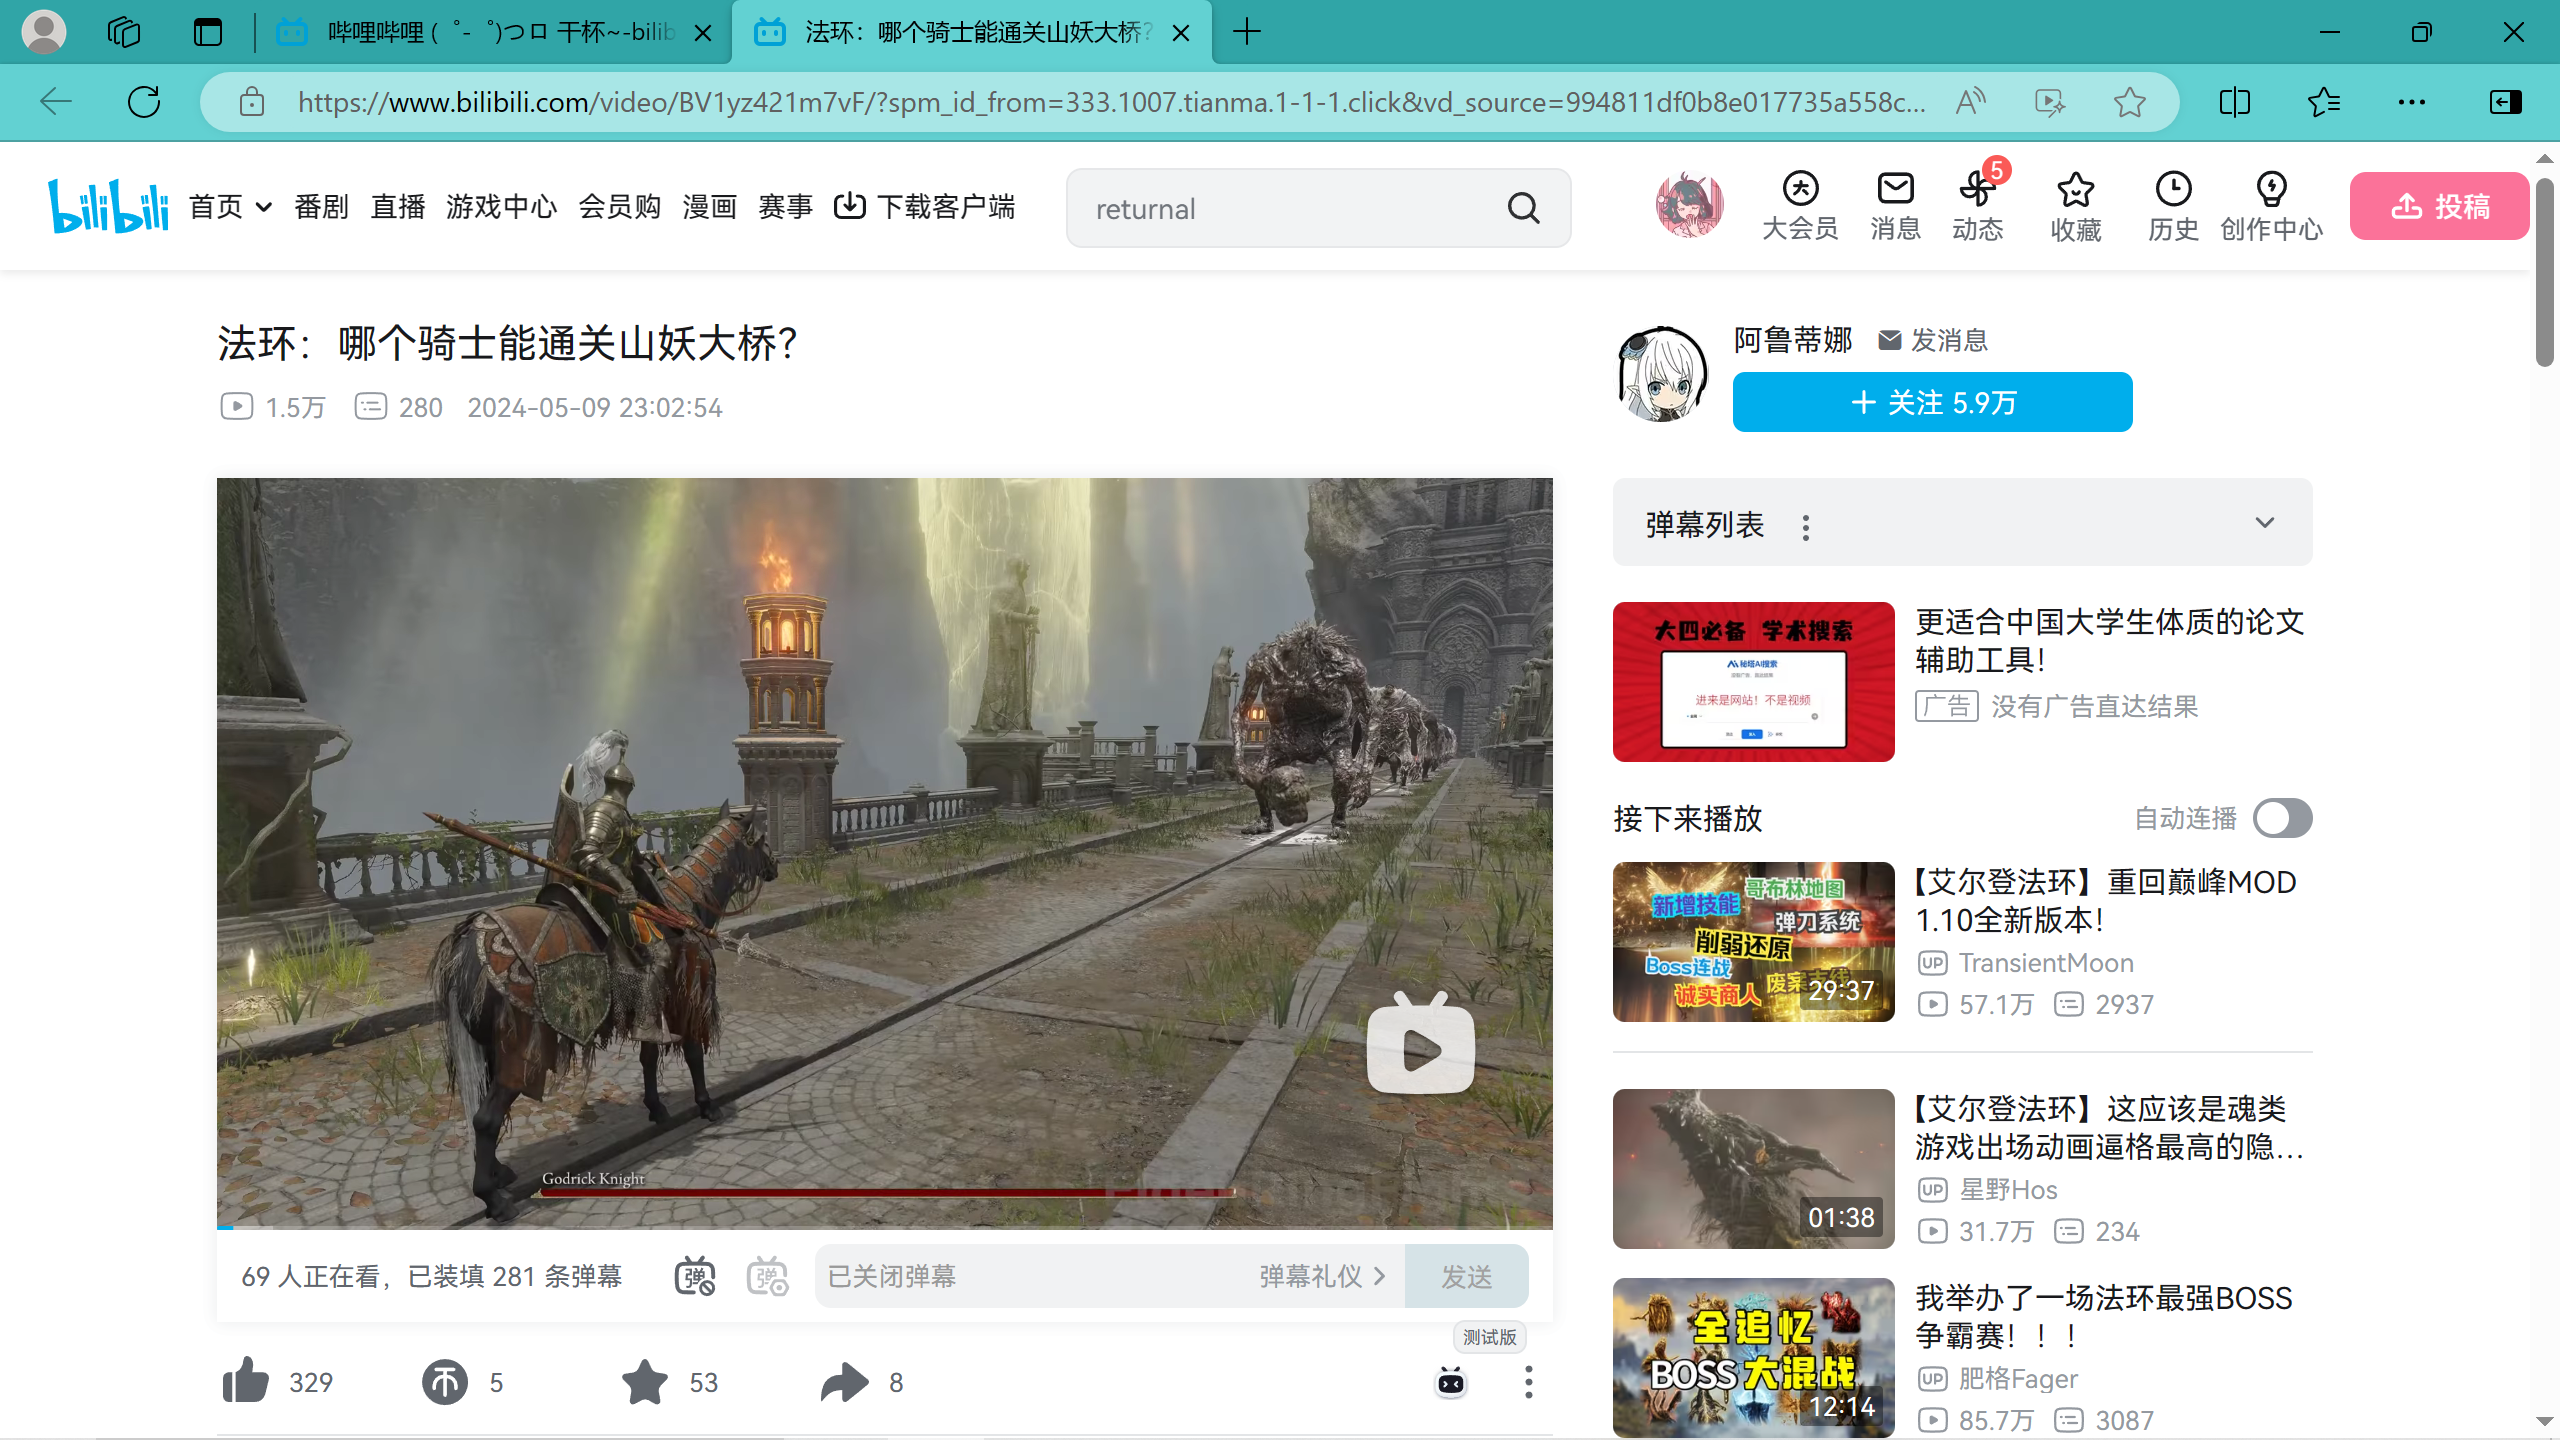 哔哩哔哩 (゜-゜)つロ 干杯~-bilib
法环：哪个骑士能通关山妖大桥？
https://www.bilibili.com/video/BV1yz421m7vF/?spm_id_from=333.1007.tianma.1-1-1.click&vd_source=994811df0b8e017735a558c...
bilibili 首页 番剧 直播 游戏中心 会员购 漫画 赛事 下载客户端
returnal
大会员 消息 5 动态 收藏 历史 创作中心 投稿
法环：哪个骑士能通关山妖大桥？
1.5万 280 2024-05-09 23:02:54
阿鲁蒂娜 发消息
+ 关注 5.9万
Godrick Knight
69 人正在看，已装填 281 条弹幕
弹 弹
已关闭弹幕 弹幕礼仪 > 发送
测试版
329 5 53 8
弹幕列表
大四必备 学术搜索
秘塔AI搜索
进来是网站！不是视频
更适合中国大学生体质的论文
辅助工具！
广告 没有广告直达结果
接下来播放 自动连播
哥布林地图
新增技能
弹刀系统
削弱还原
Boss连战
废案支线
诚实商人
29:37
【艾尔登法环】重回巅峰MOD
1.10全新版本！
UP TransientMoon
57.1万 2937
01:38
【艾尔登法环】这应该是魂类
游戏出场动画逼格最高的隐…
UP 星野Hos
31.7万 234
全追忆
BOSS大混战
12:14
我举办了一场法环最强BOSS
争霸赛！！！
UP 肥格Fager
85.7万 3087